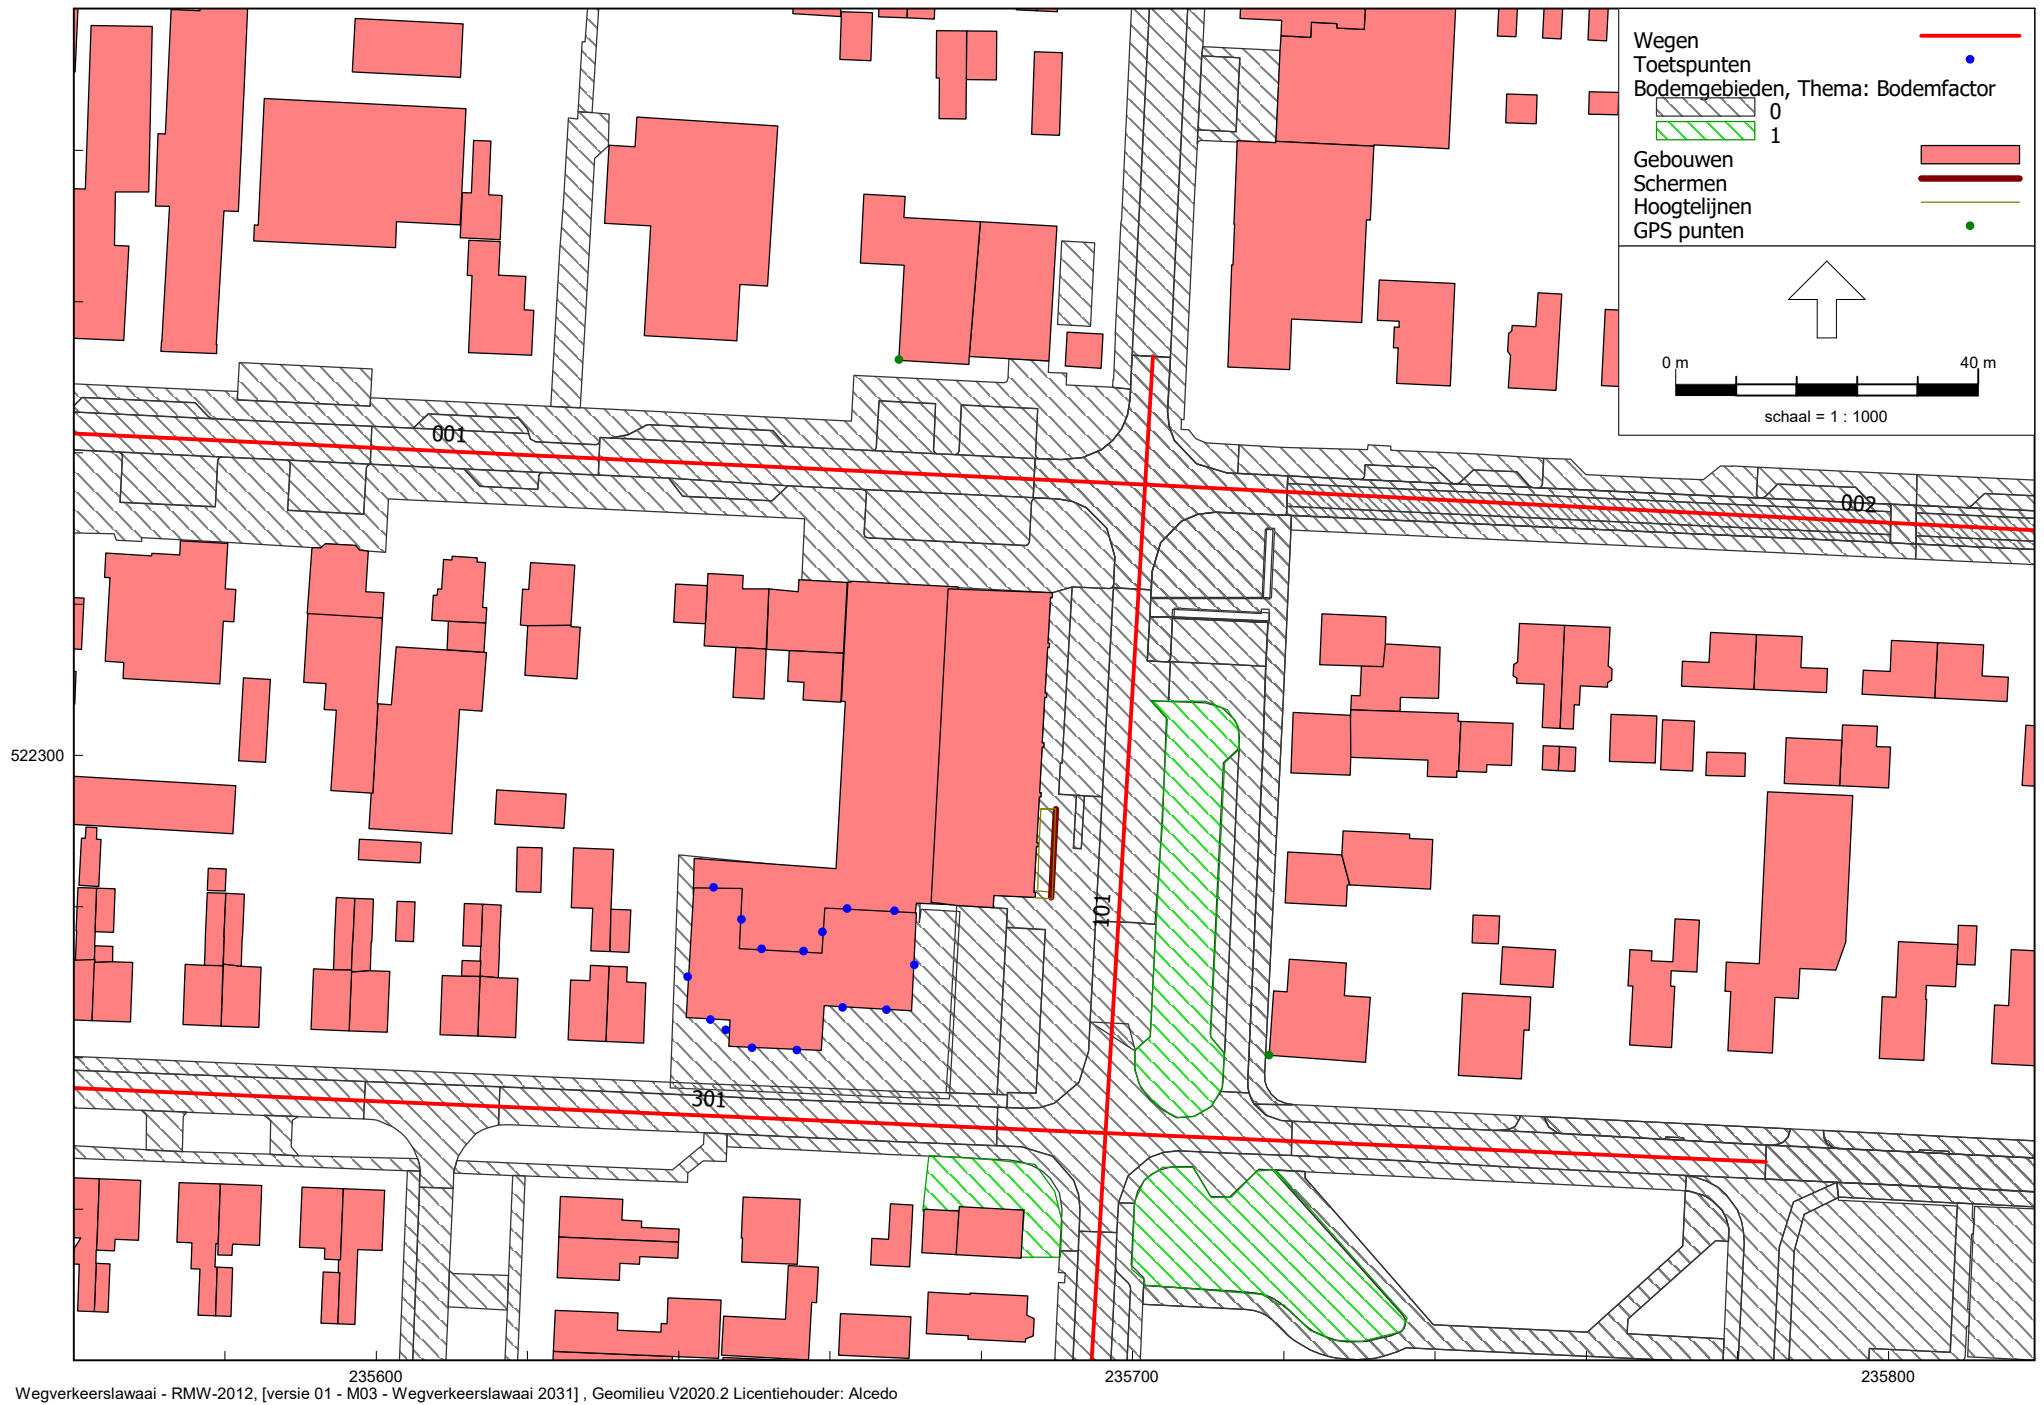 Wegen
Toetspunten
Bodemgebieden, Thema: Bodemfactor
0
1
Gebouwen
Schermen
Hoogtelijnen
GPS punten
0 m 40 m
schaal = 1 : 1000
001
002
522300
101
301
235600 235700 235800
Wegverkeerslawaai - RMW-2012, [versie 01 - M03 - Wegverkeerslawaai 2031] , Geomilieu V2020.2 Licentiehouder: Alcedo